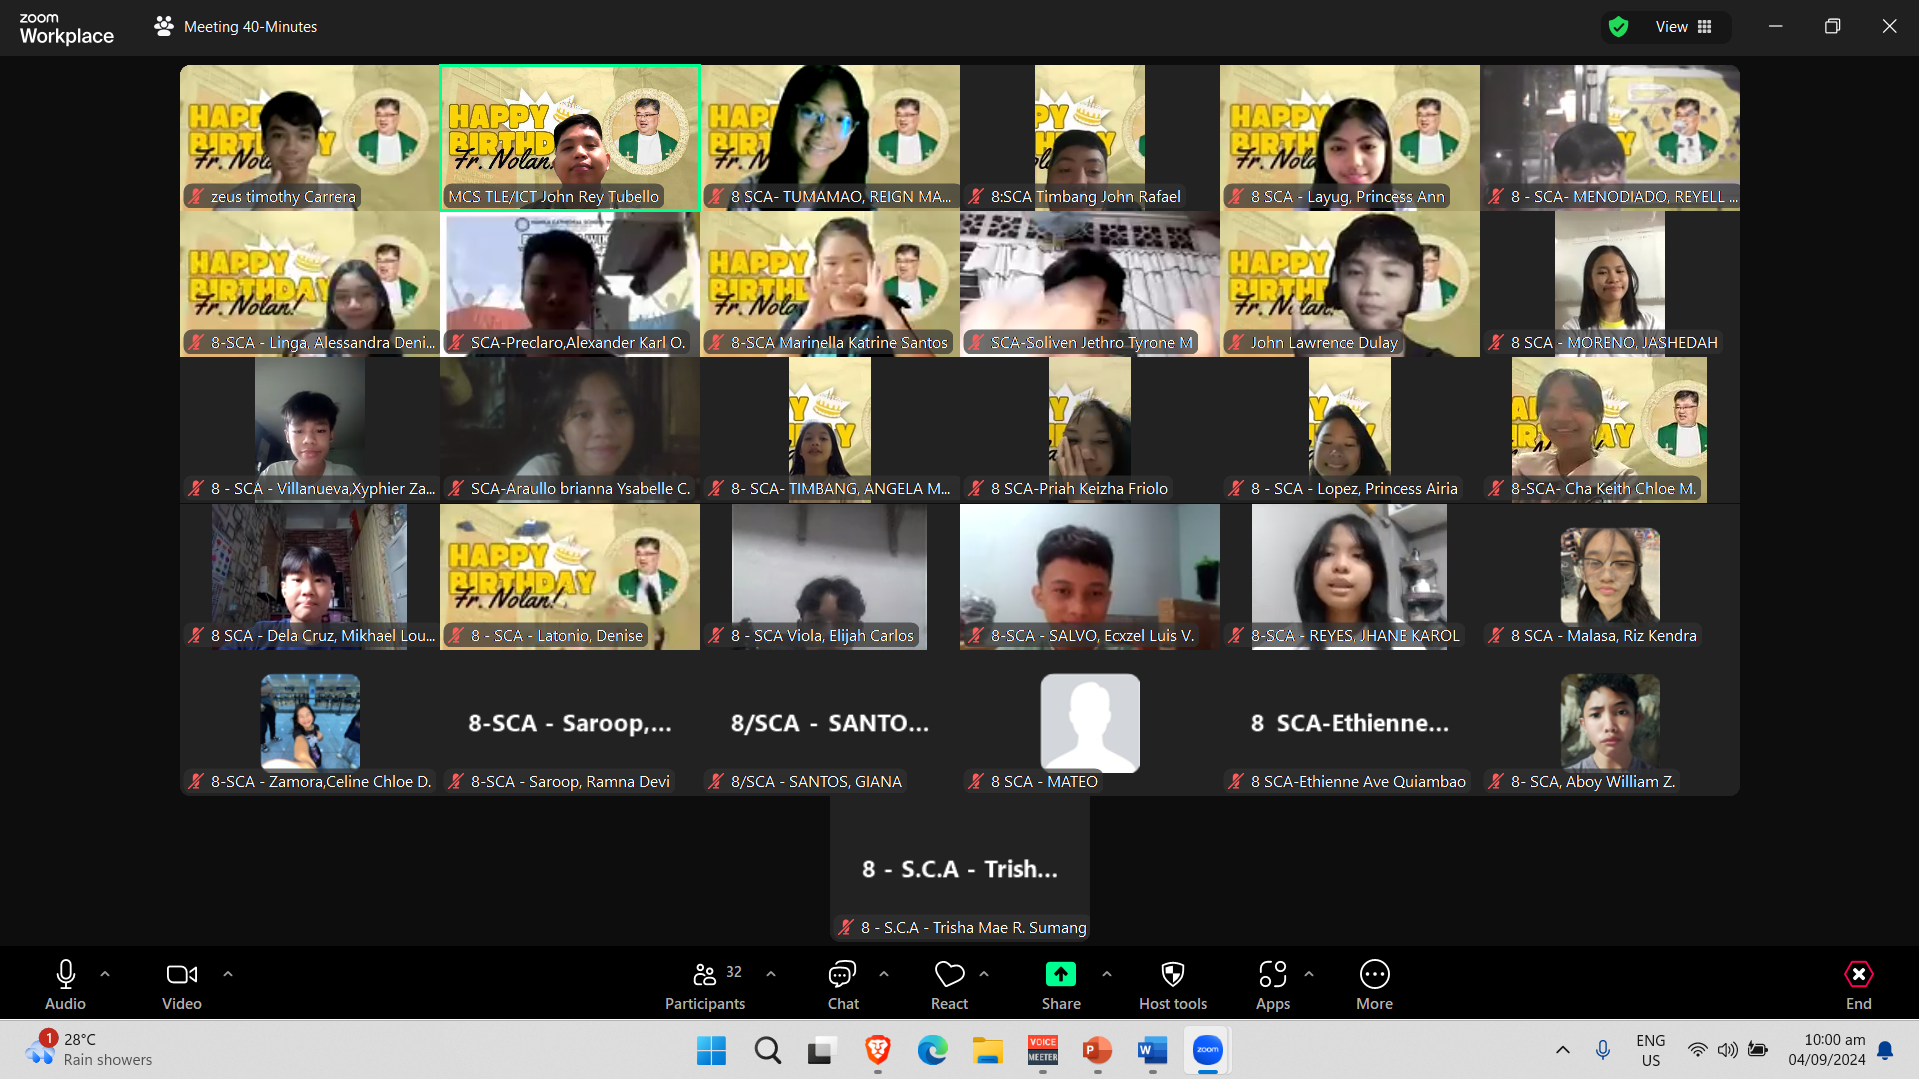 zoom
Workplace
Meeting 40-Minutes
View
HAPPY BIRTHDAY Fr. Nolan!
zeus timothy Carrera
HAPPY
BIRTHDAY
Fr. Nolan!
MCS TLE/ICT John Rey Tubello
8 SCA- TUMAMAO, REIGN MA...
8:SCA Timbang John Rafael
8 SCA - Layug, Princess Ann
8 - SCA- MENODIADO, REYELL ...
8-SCA - Linga, Alessandra Deni...
SCA-Preclaro,Alexander Karl O.
8-SCA Marinella Katrine Santos
SCA-Soliven Jethro Tyrone M
John Lawrence Dulay
8 SCA - MORENO, JASHEDAH
8 - SCA - Villanueva,Xyphier Za...
SCA-Araullo brianna Ysabelle C.
8- SCA- TIMBANG, ANGELA M...
8 SCA-Priah Keizha Friolo
8 - SCA - Lopez, Princess Airia
8-SCA- Cha Keith Chloe M.
8 SCA - Dela Cruz, Mikhael Lou...
HAPPY
BIRTHDAY
Fr. Nolan!
8 - SCA - Latonio, Denise
8 - SCA Viola, Elijah Carlos
8-SCA - SALVO, Ecxzel Luis V.
8-SCA - REYES, JHANE KAROL
8 SCA - Malasa, Riz Kendra
8-SCA - Saroop,...
8/SCA - SANTO...
8 SCA-Ethienne...
8-SCA - Zamora,Celine Chloe D.
8-SCA - Saroop, Ramna Devi
8/SCA - SANTOS, GIANA
8 SCA - MATEO
8 SCA-Ethienne Ave Quiambao
8- SCA, Aboy William Z.
8 - S.C.A - Trish...
8 - S.C.A - Trisha Mae R. Sumang
Audio
Video
Participants
32
Chat
React
Share
Host tools
Apps
More
End
1
28°C
Rain showers
VOICE
MEETER
zoom
ENG
US
10:00 am
04/09/2024